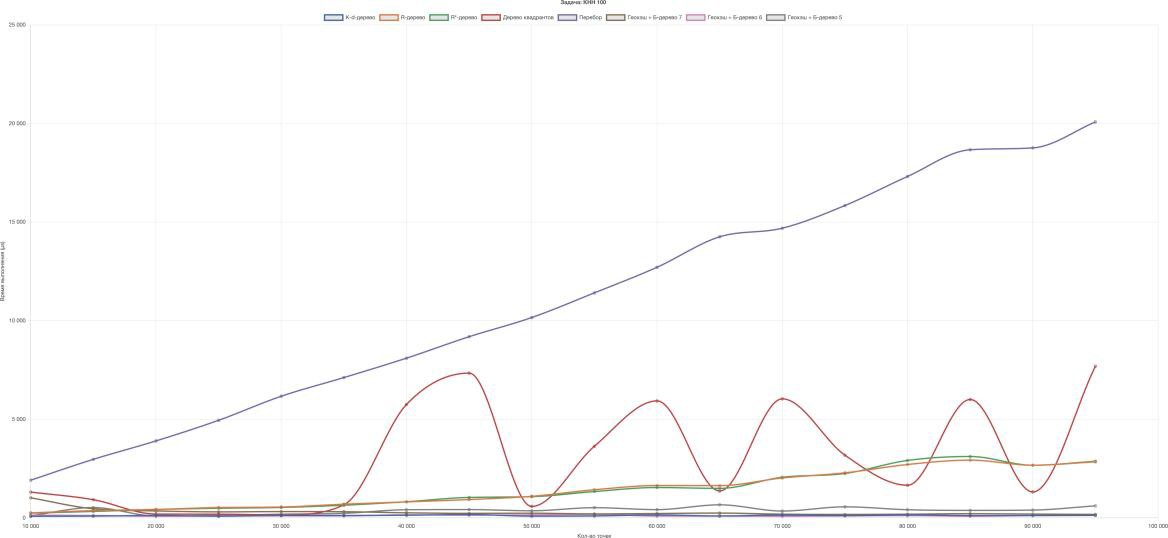 Задача: КНН 100
K-d-дерево R-дерево R*-дерево Дерево квадрантов Перебор Геохэш + Б-дерево 7 Геохэш + Б-дерево 6 Геохэш + Б-дерево 5
25 000
20 000
15 000
10 000
5 000
0
Время выполнения (μs)
10 000 20 000 30 000 40 000 50 000 60 000 70 000 80 000 90 000 100 000
Кол-во точек